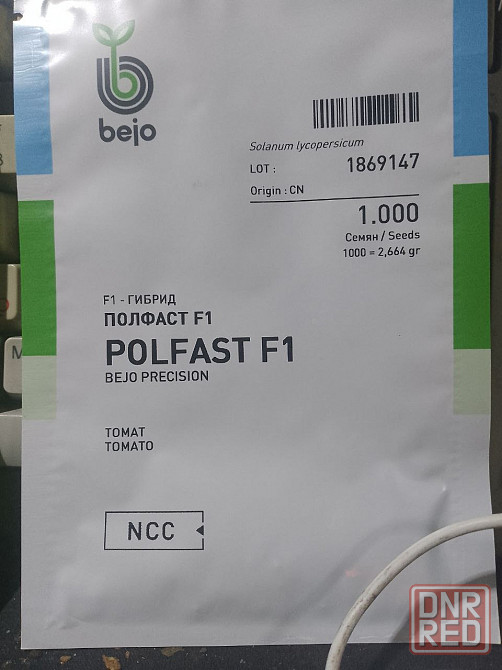 bejo
Solanum lycopersicum
LOT : 1869147
Origin : CN
1.000
Семян / Seeds
1000 = 2,664 gr
F1 - ГИБРИД
ПОЛФАСТ F1
POLFAST F1
BEJO PRECISION
ТОМАТ
TOMATO
NCC
DNR
RED